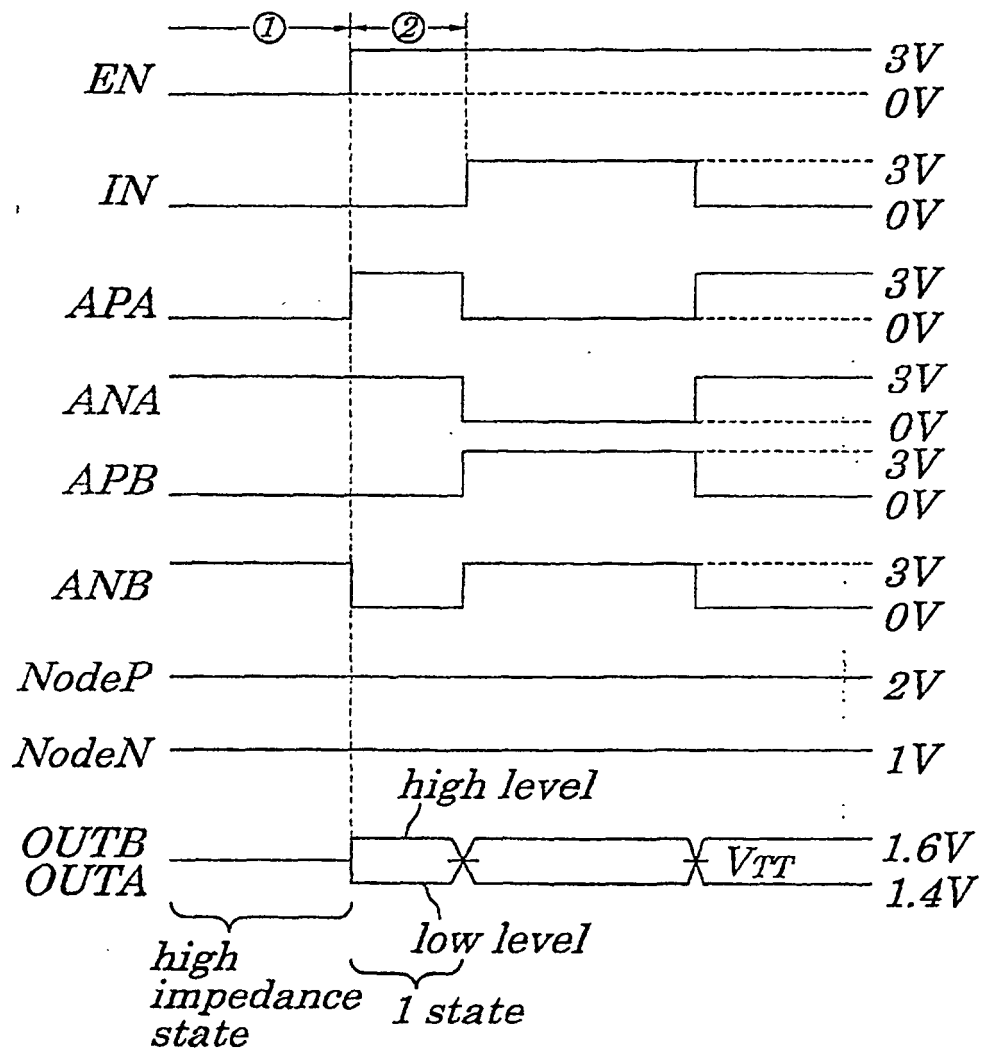 ① ②
EN 3V
0V
IN 3V
0V
APA 3V
0V
ANA 3V
0V
APB 3V
0V
ANB 3V
0V
NodeP 2V
NodeN 1V
high level
OUTB 1.6V
VTT
OUTA 1.4V
low level
high
impedance
state
1 state